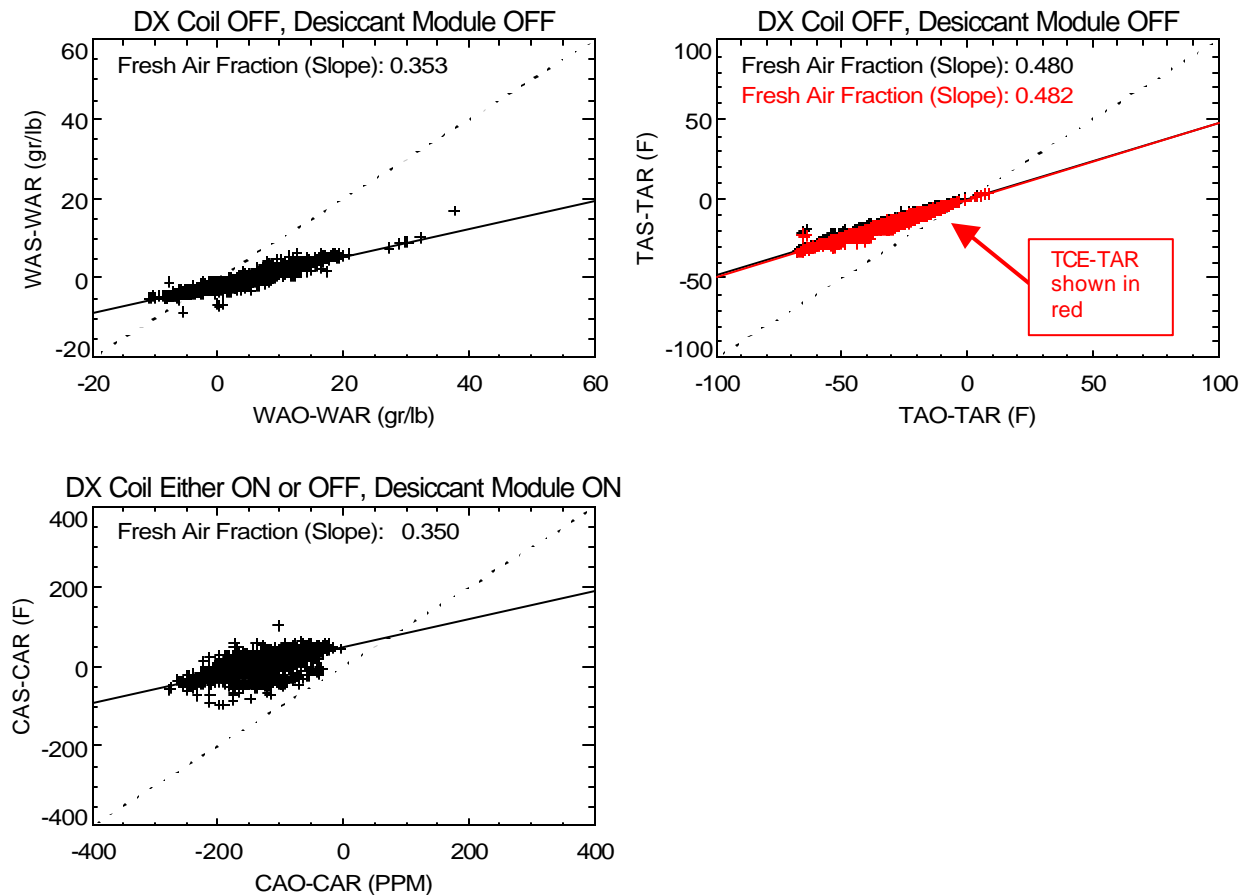 DX Coil OFF, Desiccant Module OFF
Fresh Air Fraction (Slope): 0.353
60
40
20
0
-20
WAS-WAR (gr/lb)
-20 0 20 40 60
WAO-WAR (gr/lb)
DX Coil OFF, Desiccant Module OFF
Fresh Air Fraction (Slope): 0.480
Fresh Air Fraction (Slope): 0.482
100
50
0
-50
-100
TAS-TAR (F)
TCE-TAR
shown in
red
-100 -50 0 50 100
TAO-TAR (F)
DX Coil Either ON or OFF, Desiccant Module ON
Fresh Air Fraction (Slope): 0.350
400
200
0
-200
-400
CAS-CAR (F)
-400 -200 0 200 400
CAO-CAR (PPM)